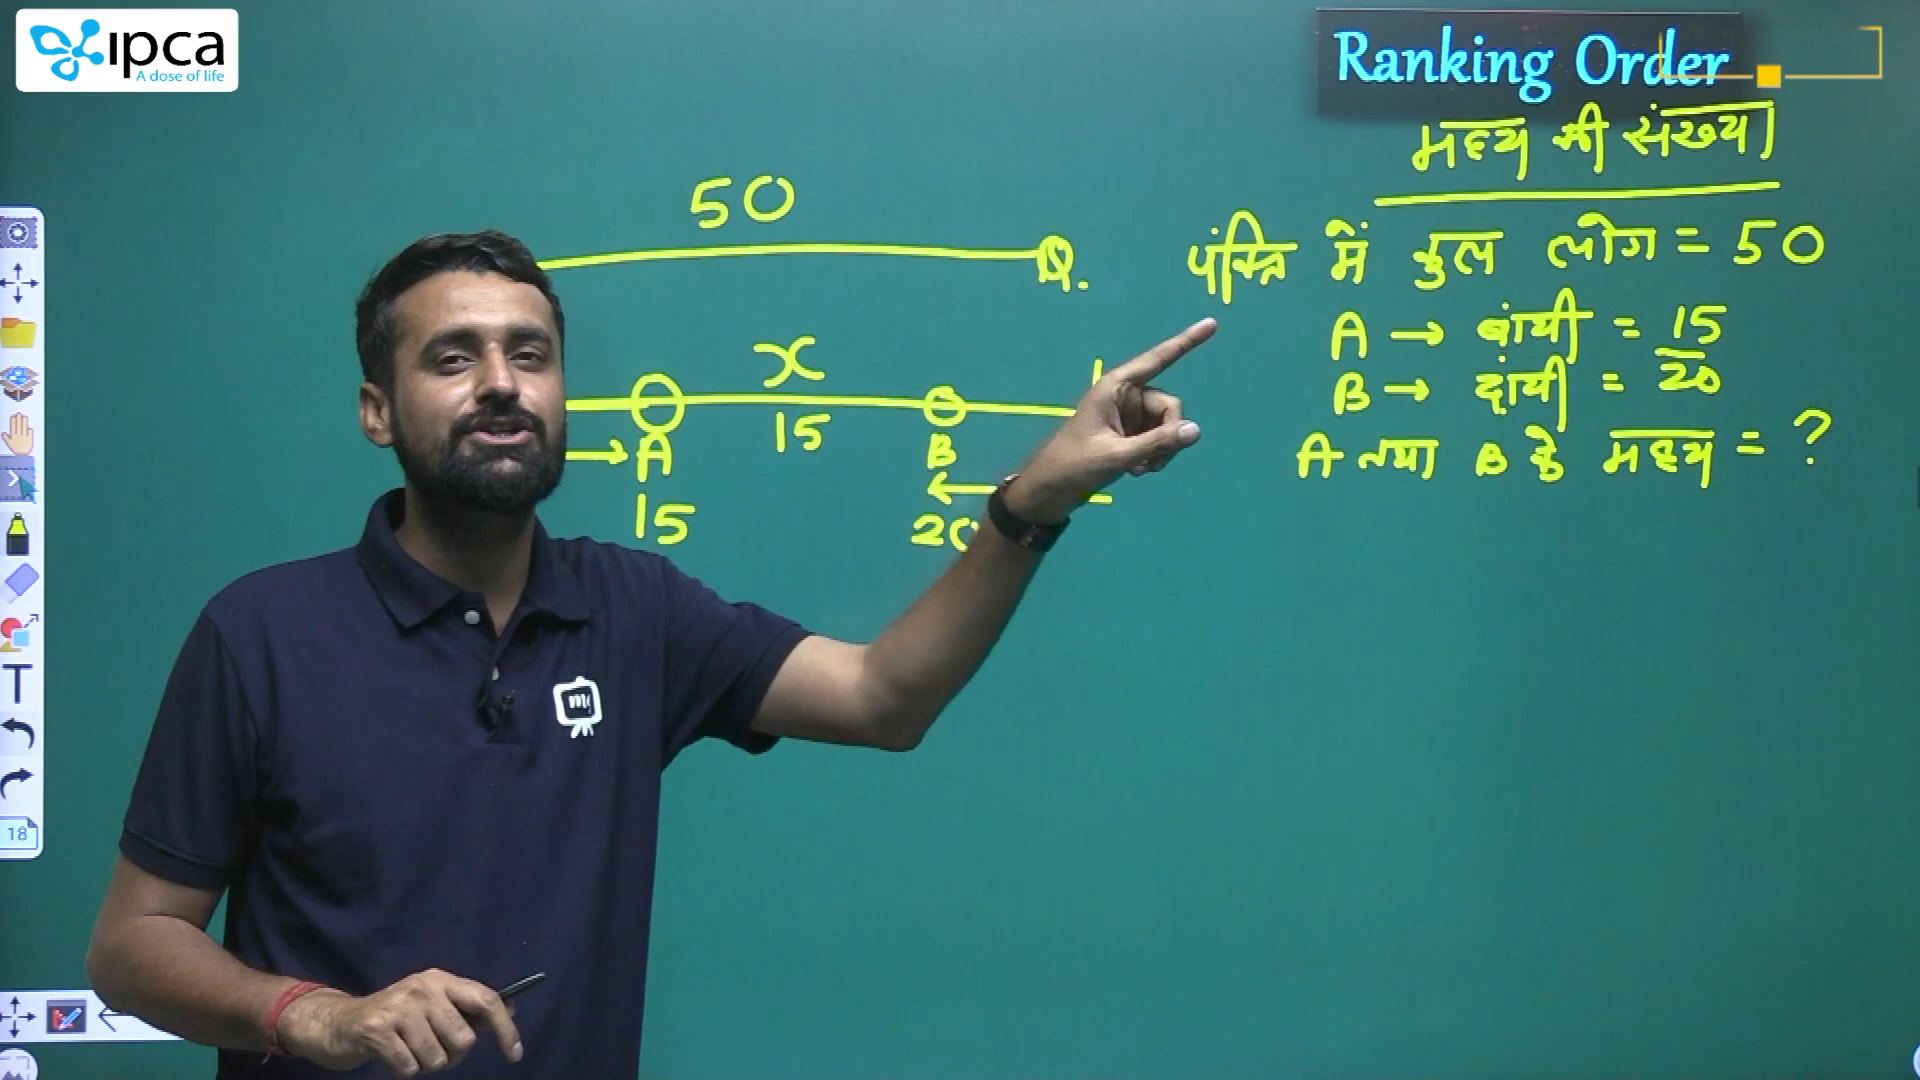 ipca
A dose of life
Ranking Order
मध्य की संख्या
50
Q. पंक्ति में कुल लोग = 50
A → बांयी = 15
B → दांयी = 20
A तथा B के मध्य = ?
x
15
A
B
15
20
T
18